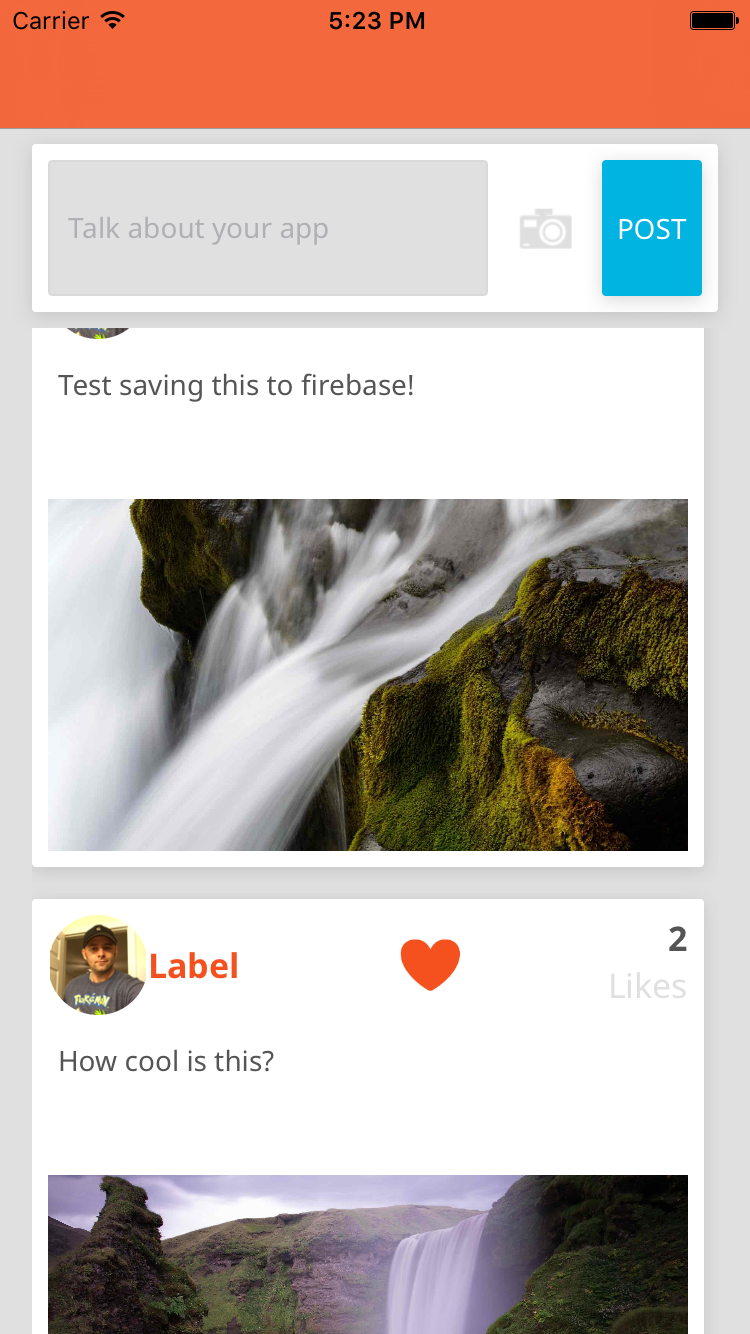 Carrier 5:23 PM
Talk about your app
POST
Test saving this to firebase!
Label
2
Likes
POKÉMON
How cool is this?